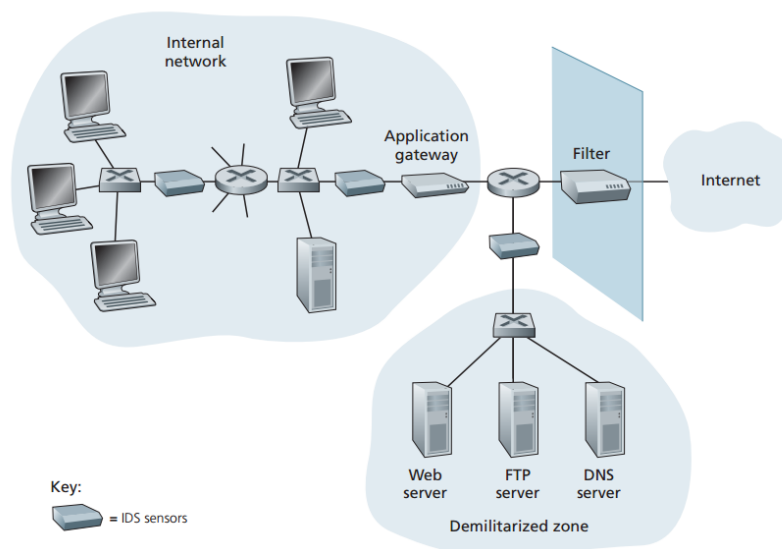 Internal
network
Application
gateway
Filter
Internet
Web
server
FTP
server
DNS
server
Demilitarized zone
Key:
= IDS sensors